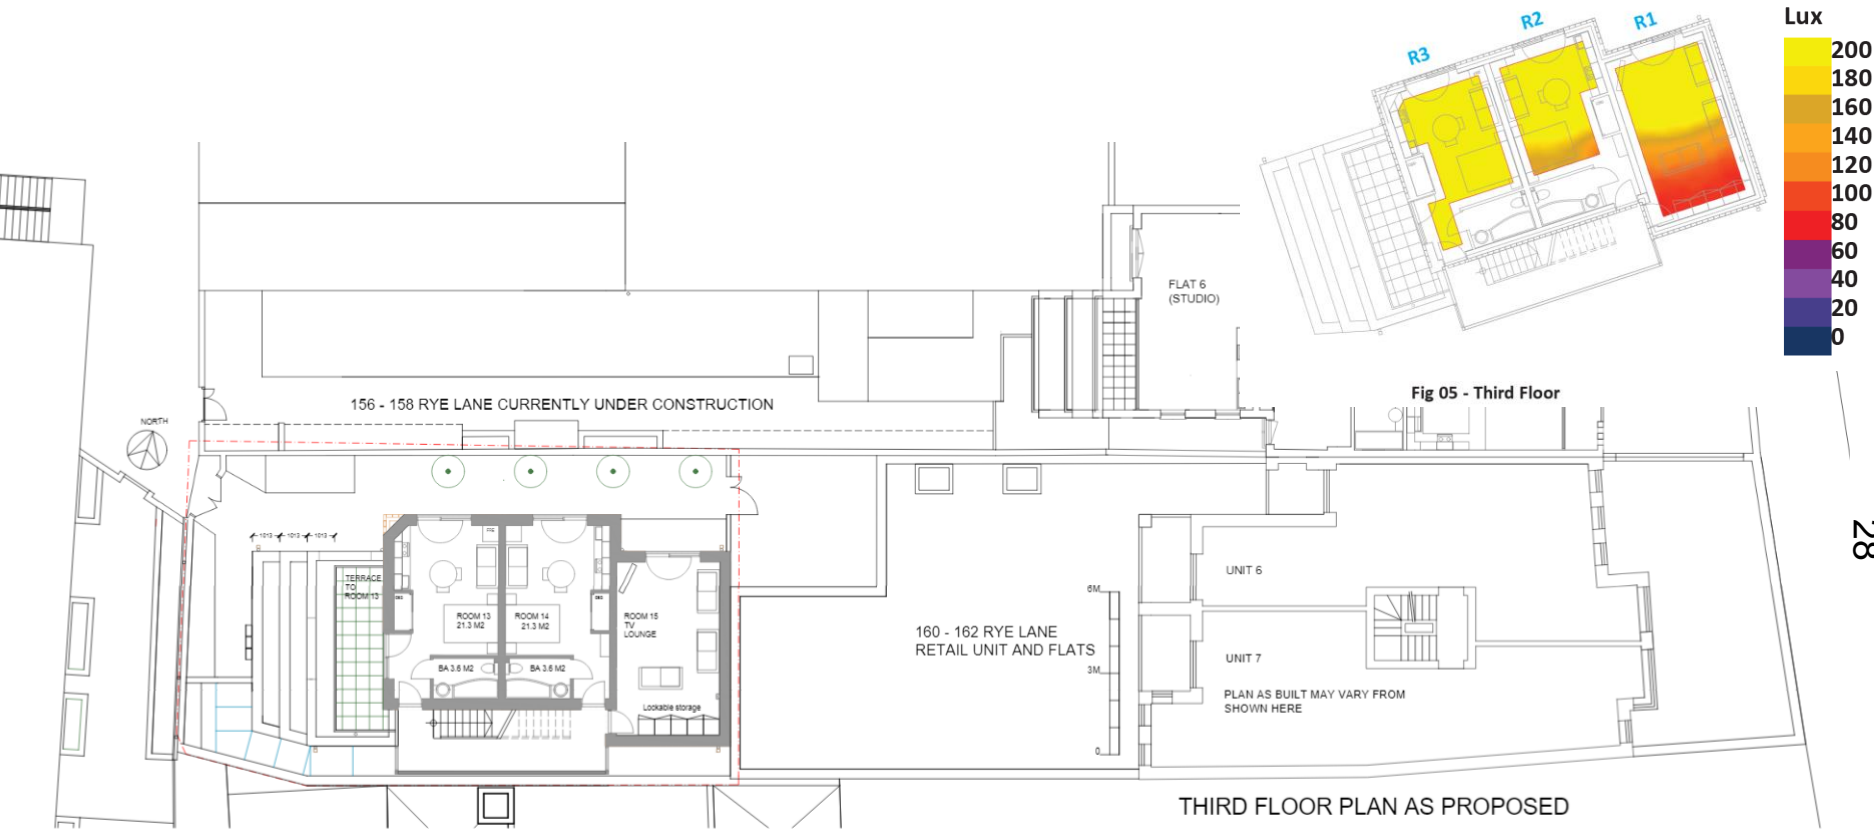 R3
R2
R1
Lux
200
180
160
140
120
100
80
60
40
20
0
Fig 05 - Third Floor
FLAT 6
(STUDIO)
156 - 158 RYE LANE CURRENTLY UNDER CONSTRUCTION
NORTH
1013
1013
1013
TERRACE
TO
ROOM 13
ROOM 13
21.3 M2
ROOM 14
21.3 M2
ROOM 15
TV
LOUNGE
BA 3.6 M2
BA 3.6 M2
Lockable storage
160 - 162 RYE LANE
RETAIL UNIT AND FLATS
6M
3M
0
UNIT 6
UNIT 7
PLAN AS BUILT MAY VARY FROM
SHOWN HERE
28
THIRD FLOOR PLAN AS PROPOSED